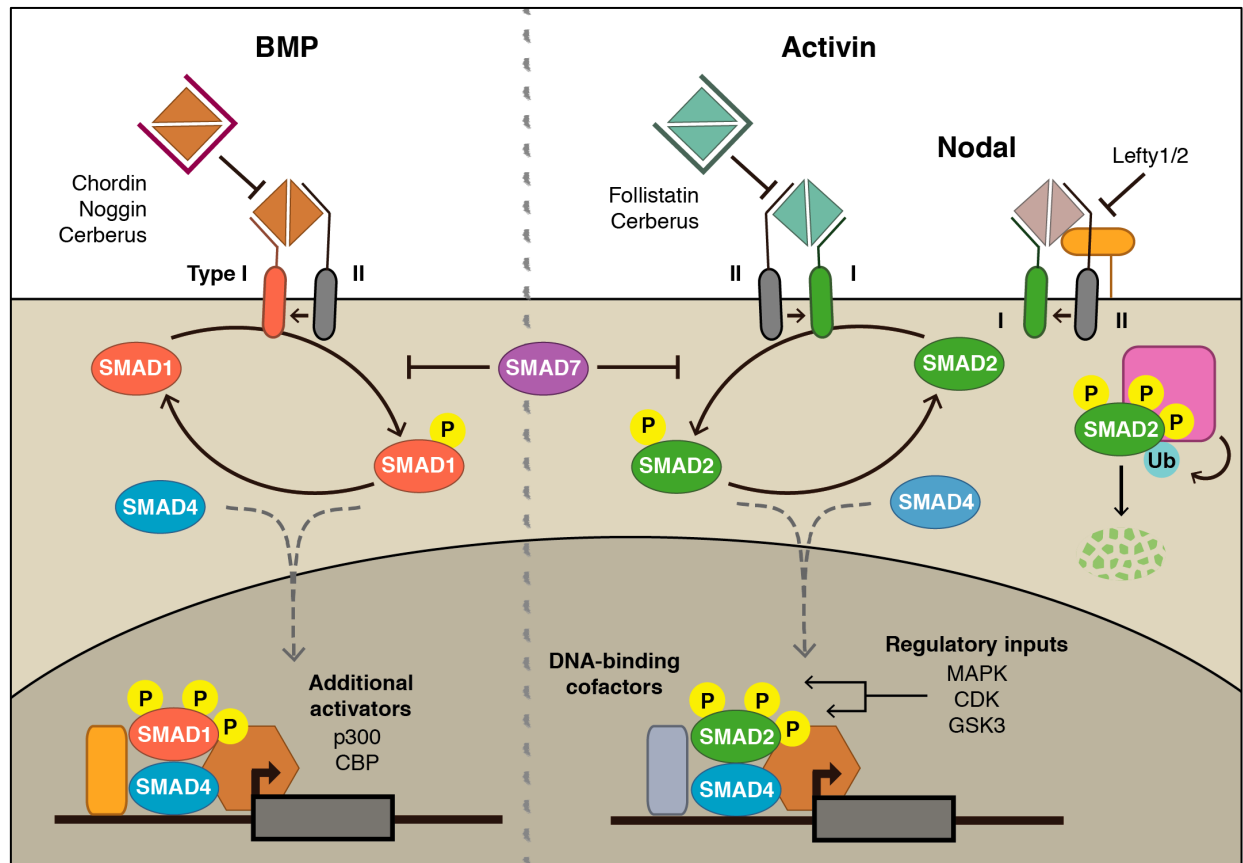 BMP
Activin
Nodal
Lefty1/2
Chordin
Noggin
Cerberus
Follistatin
Cerberus
Type I
II
II
I
I
II
SMAD1
SMAD7
SMAD2
P
SMAD1
P
SMAD2
P
P
SMAD2
P
Ub
SMAD4
SMAD4
Additional
activators
p300
CBP
DNA-binding
cofactors
Regulatory inputs
MAPK
CDK
GSK3
P
P
SMAD1
P
SMAD4
P
P
SMAD2
P
SMAD4